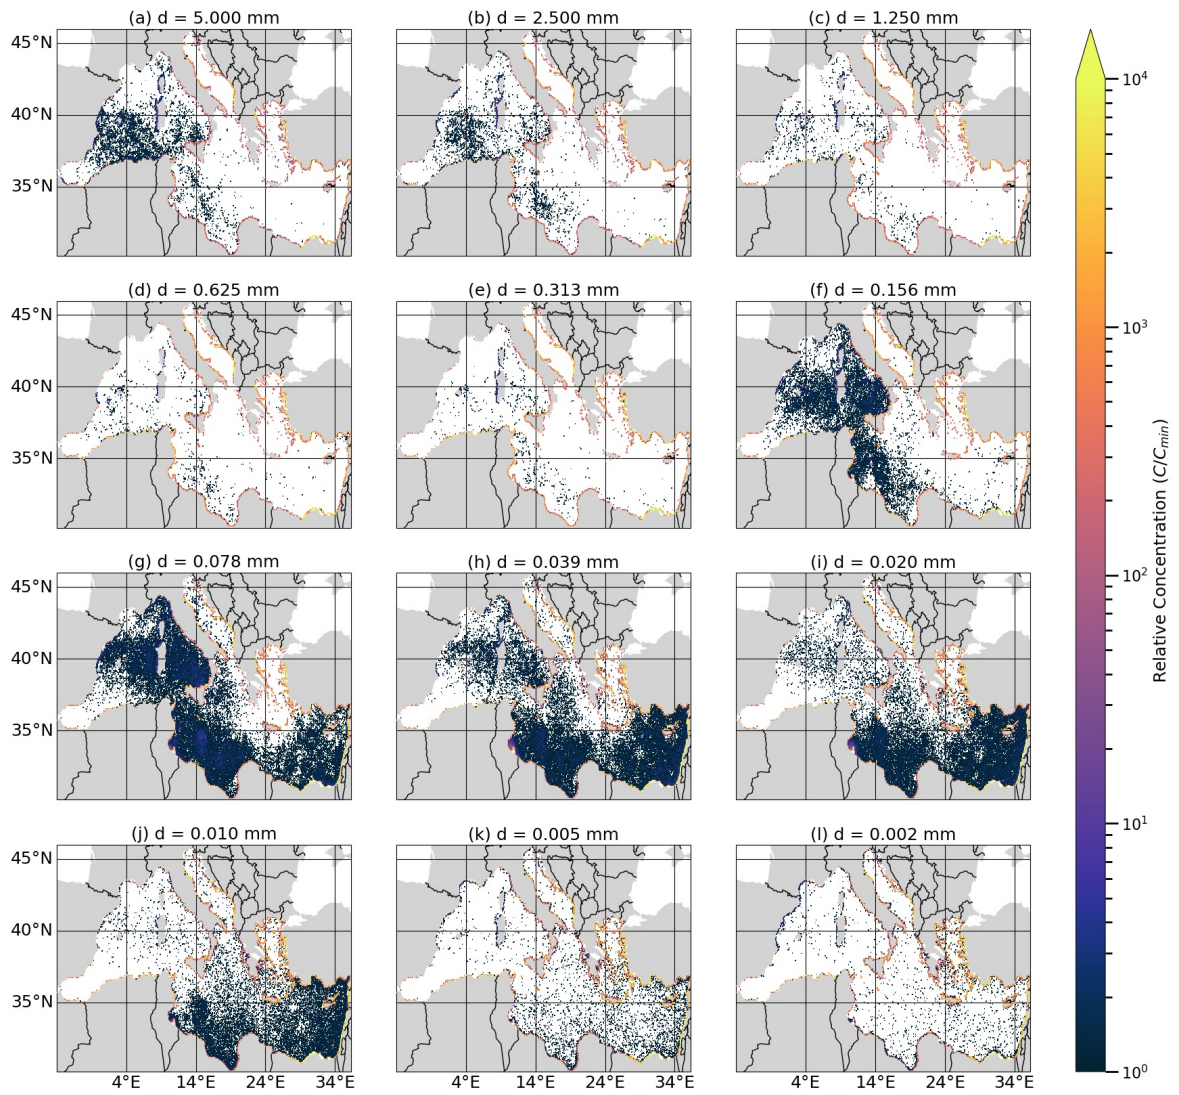 (a) d = 5.000 mm
(b) d = 2.500 mm
(c) d = 1.250 mm
45°N
40°N
35°N
(d) d = 0.625 mm
(e) d = 0.313 mm
(f) d = 0.156 mm
45°N
40°N
35°N
(g) d = 0.078 mm
(h) d = 0.039 mm
(i) d = 0.020 mm
45°N
40°N
35°N
(j) d = 0.010 mm
(k) d = 0.005 mm
(l) d = 0.002 mm
45°N
40°N
35°N
4°E 14°E 24°E 34°E
4°E 14°E 24°E 34°E
4°E 14°E 24°E 34°E
10⁴
10³
10²
10¹
10⁰
Relative Concentration (C/Cₘᵢₙ)